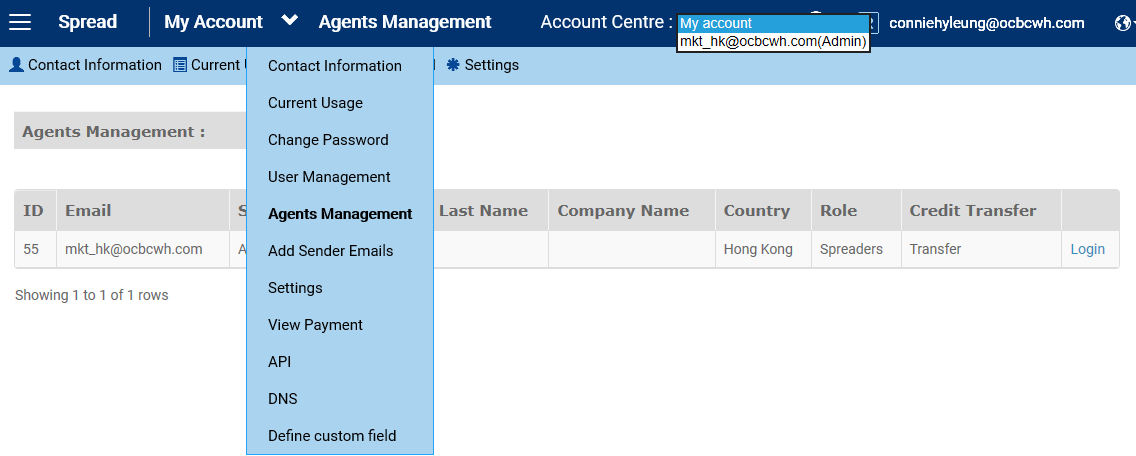 Spread My Account Agents Management Account Centre : My account conniehyleung@ocbcwh.com
mkt_hk@ocbcwh.com(Admin)
Contact Information Current Settings
Contact Information
Current Usage
Change Password
User Management
Agents Management
Add Sender Emails
Settings
View Payment
API
DNS
Define custom field
Agents Management :
ID Email Last Name Company Name Country Role Credit Transfer
55 mkt_hk@ocbcwh.com Hong Kong Spreaders Transfer Login
Showing 1 to 1 of 1 rows